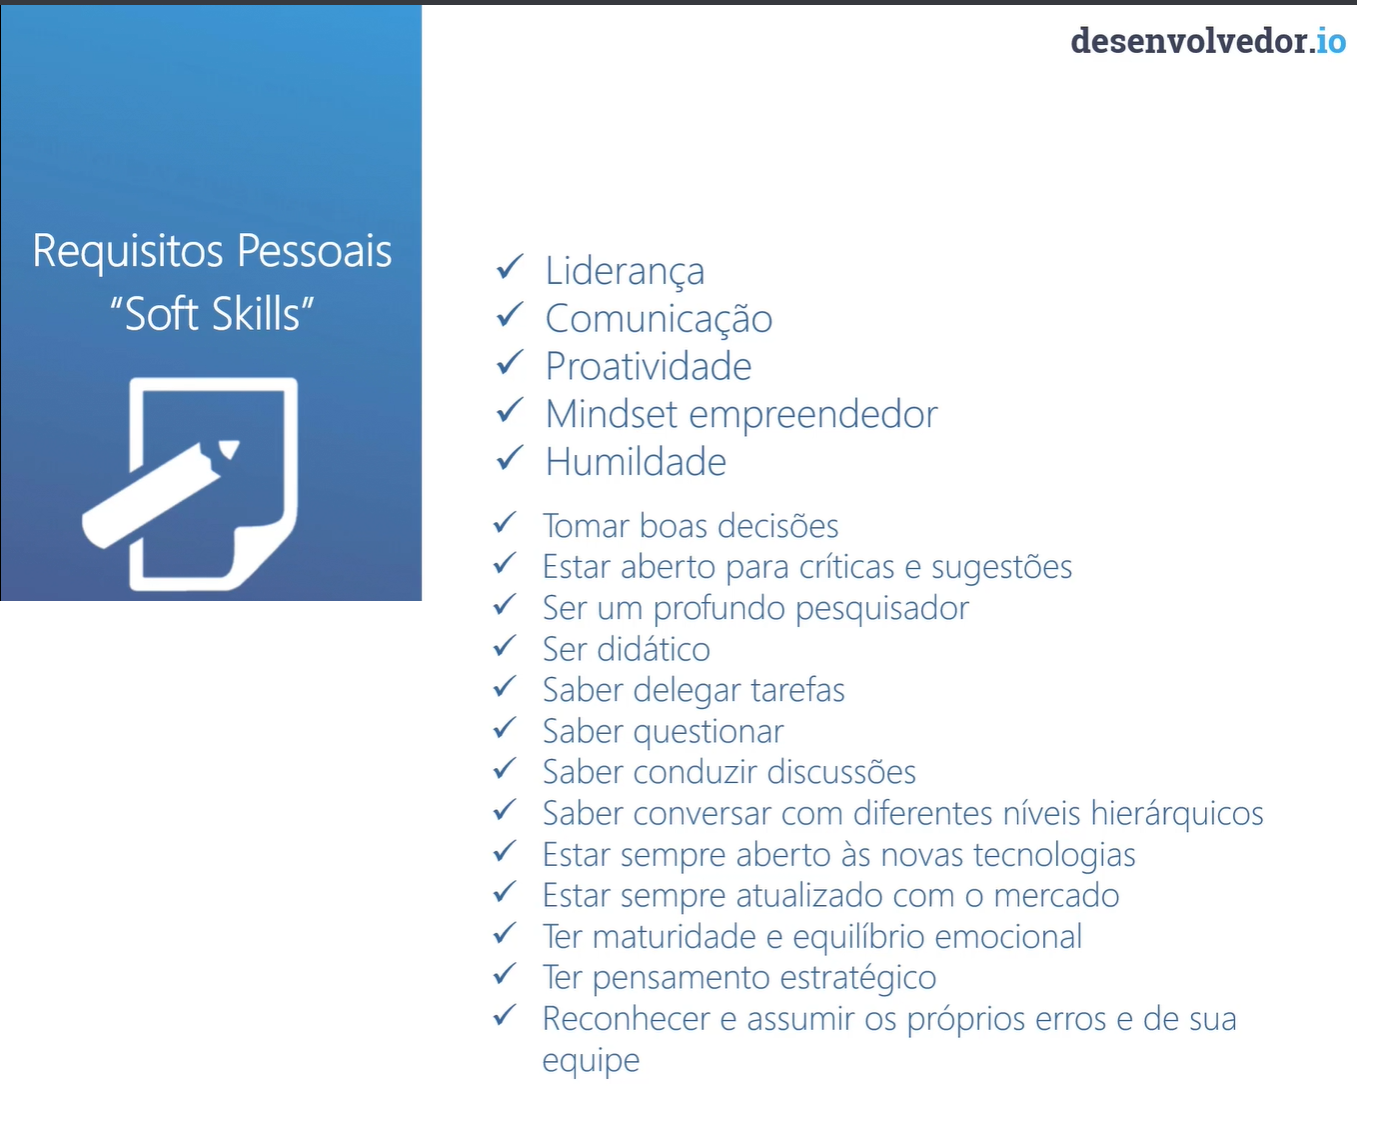 desenvolvedor.io
Requisitos Pessoais
“Soft Skills”
Liderança
Comunicação
Proatividade
Mindset empreendedor
Humildade
Tomar boas decisões
Estar aberto para críticas e sugestões
Ser um profundo pesquisador
Ser didático
Saber delegar tarefas
Saber questionar
Saber conduzir discussões
Saber conversar com diferentes níveis hierárquicos
Estar sempre aberto às novas tecnologias
Estar sempre atualizado com o mercado
Ter maturidade e equilíbrio emocional
Ter pensamento estratégico
Reconhecer e assumir os próprios erros e de sua
equipe